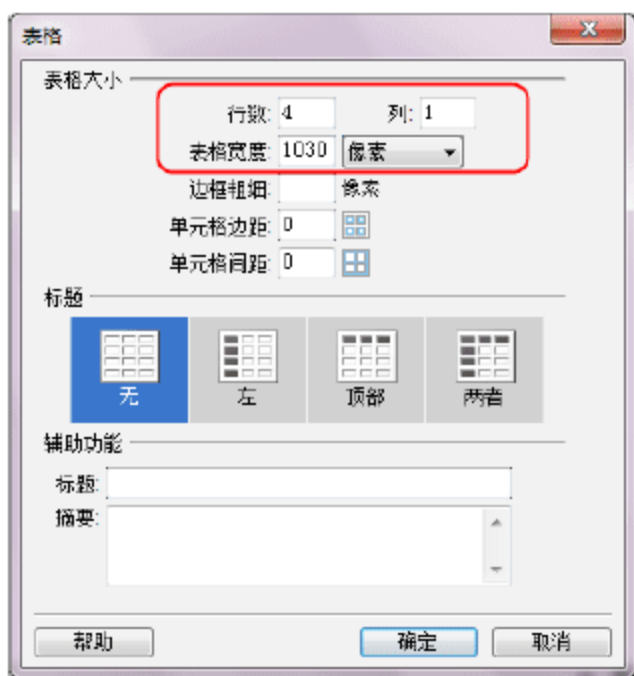 表格
表格大小
行数: 4 列: 1
表格宽度: 1030 像素
边框粗细: 像素
单元格边距: 0
单元格间距: 0
标题
无 左 顶部 两者
辅助功能
标题:
摘要:
帮助 确定 取消